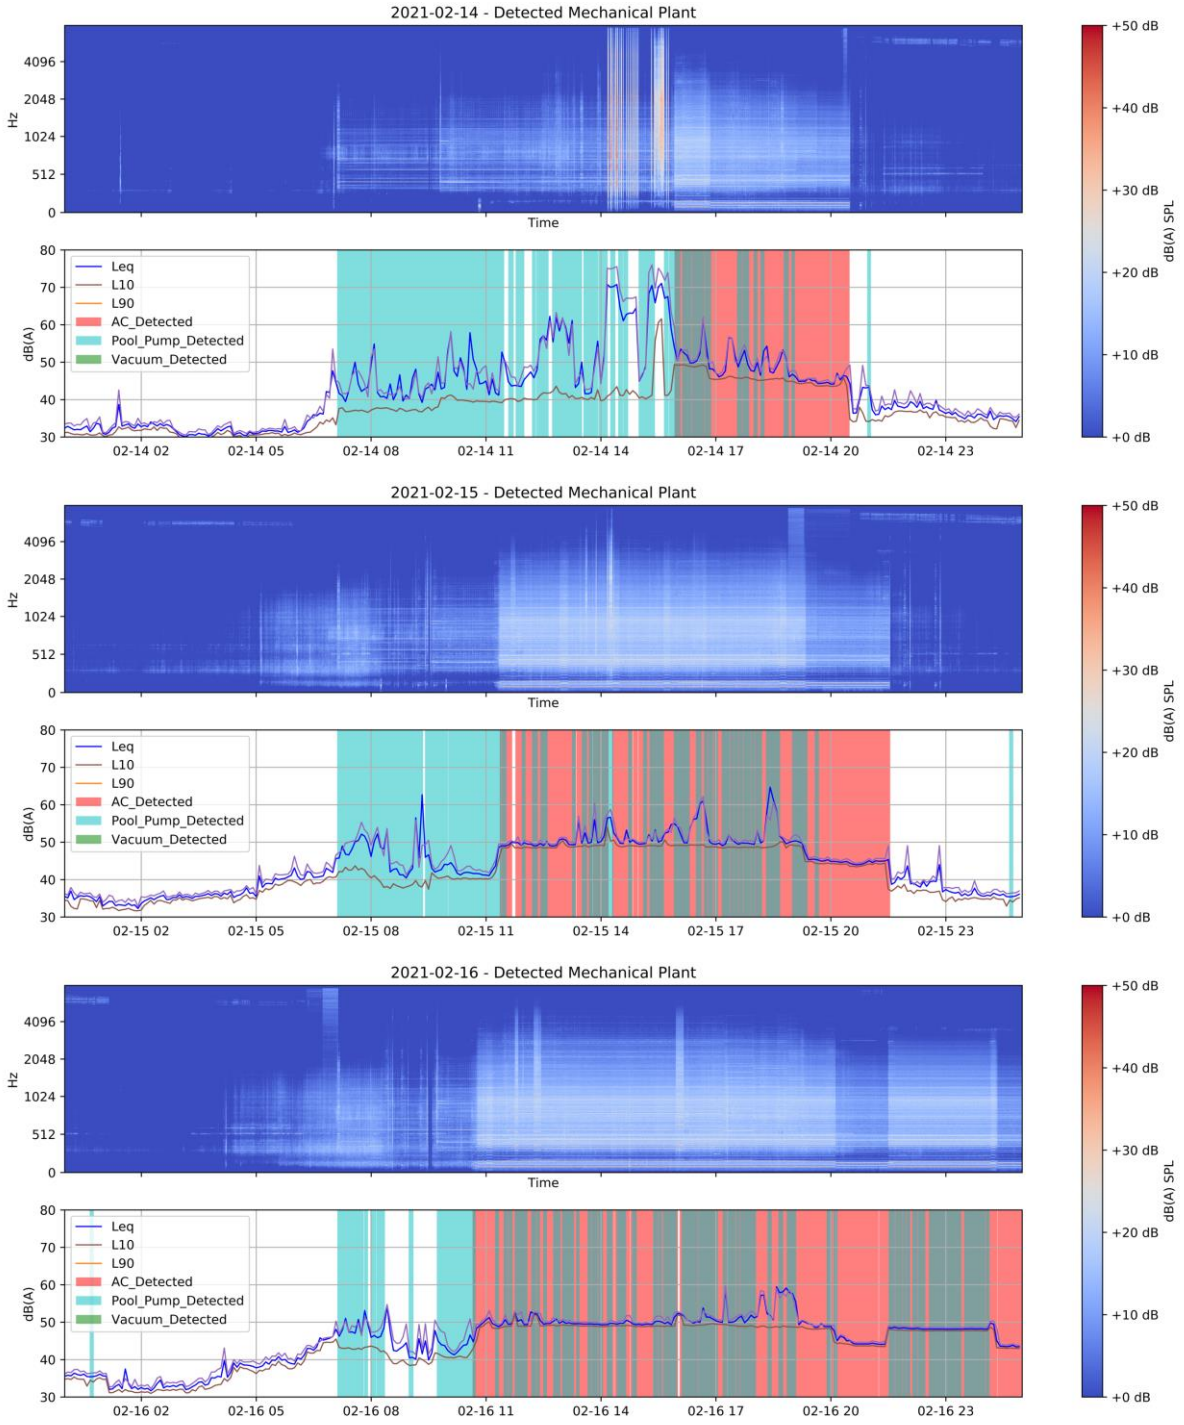 2021-02-14 - Detected Mechanical Plant
4096
2048
1024
512
0
Hz
Time
+50 dB
+40 dB
+30 dB
+20 dB
+10 dB
+0 dB
dB(A) SPL
80
70
60
50
40
30
dB(A)
Leq
L10
L90
AC_Detected
Pool_Pump_Detected
Vacuum_Detected
02-14 02 02-14 05 02-14 08 02-14 11 02-14 14 02-14 17 02-14 20 02-14 23
2021-02-15 - Detected Mechanical Plant
4096
2048
1024
512
0
Hz
Time
+50 dB
+40 dB
+30 dB
+20 dB
+10 dB
+0 dB
dB(A) SPL
80
70
60
50
40
30
dB(A)
Leq
L10
L90
AC_Detected
Pool_Pump_Detected
Vacuum_Detected
02-15 02 02-15 05 02-15 08 02-15 11 02-15 14 02-15 17 02-15 20 02-15 23
2021-02-16 - Detected Mechanical Plant
4096
2048
1024
512
0
Hz
Time
+50 dB
+40 dB
+30 dB
+20 dB
+10 dB
+0 dB
dB(A) SPL
80
70
60
50
40
30
dB(A)
Leq
L10
L90
AC_Detected
Pool_Pump_Detected
Vacuum_Detected
02-16 02 02-16 05 02-16 08 02-16 11 02-16 14 02-16 17 02-16 20 02-16 23